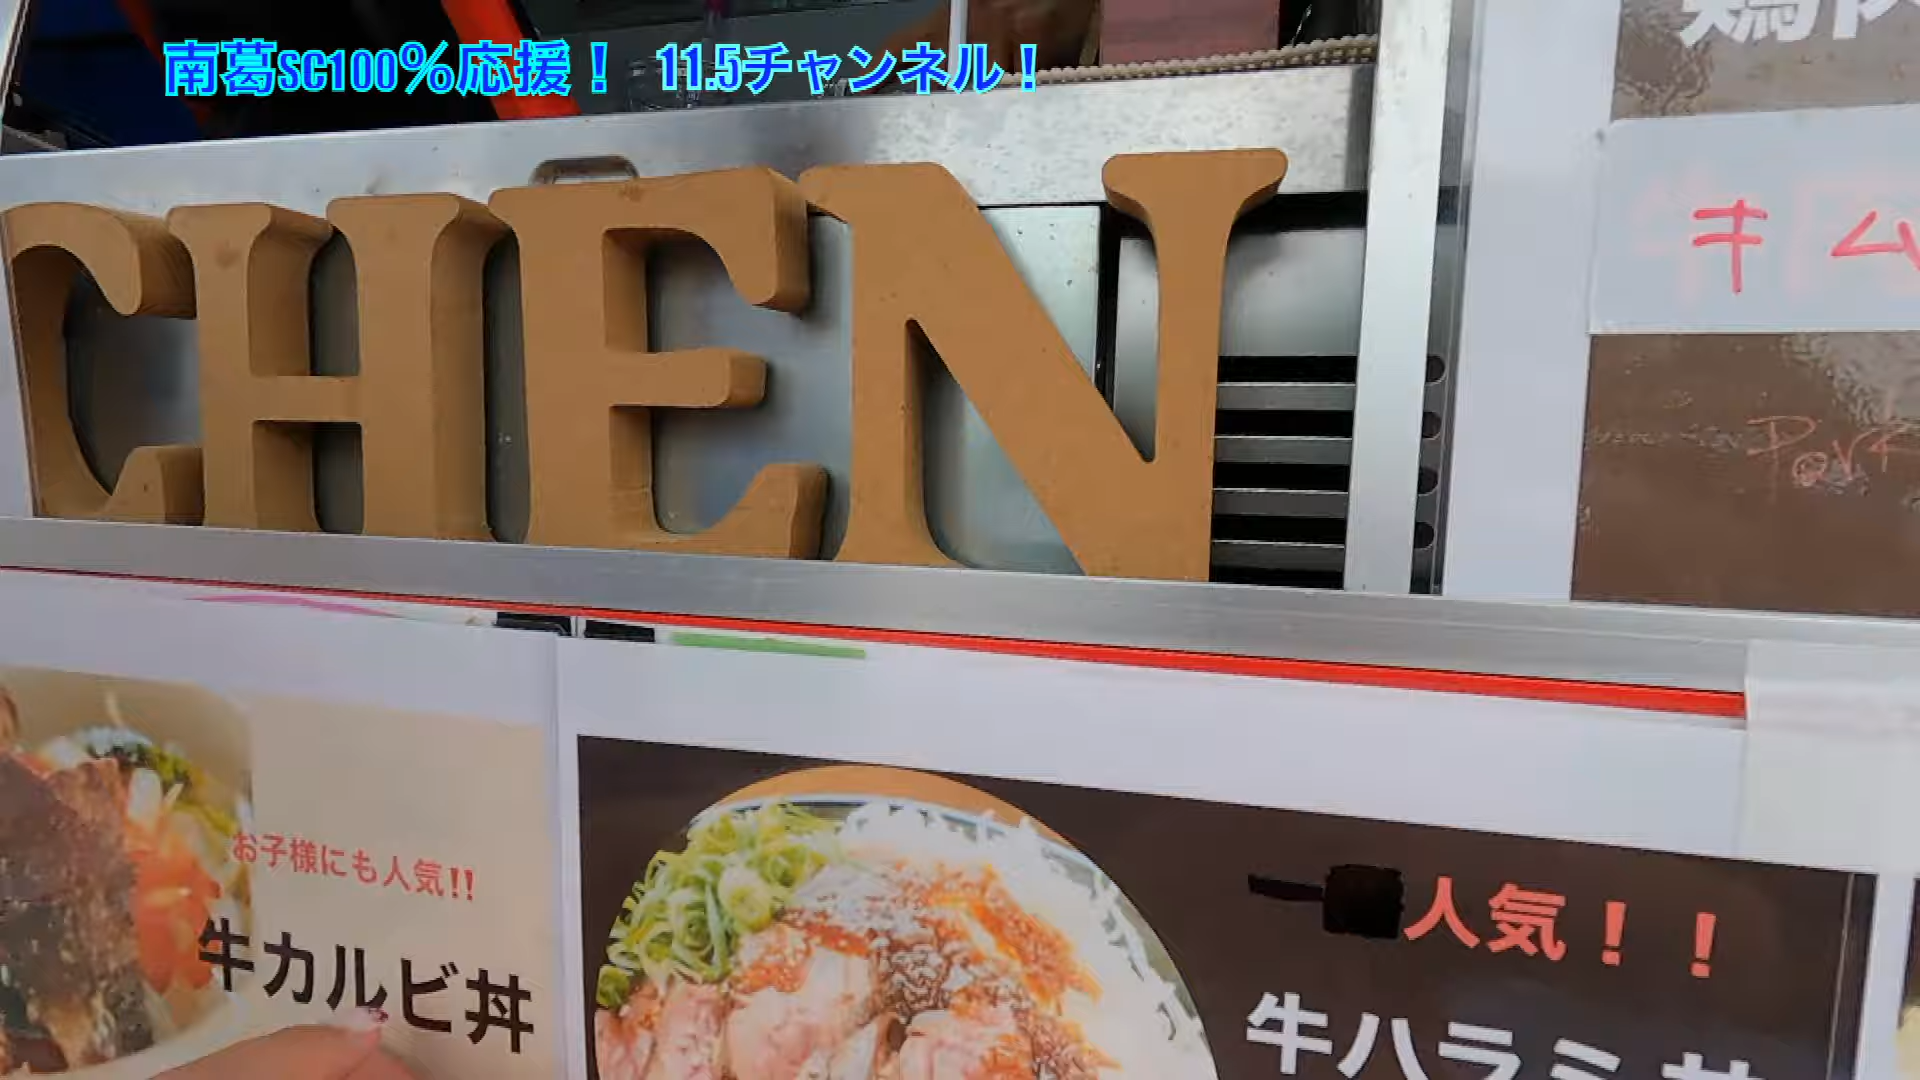 南葛SC100％応援！ 11.5チャンネル！
CHEN
キム
Pork
お子様にも人気!!
牛カルビ丼
人気！！
牛ハラミ丼